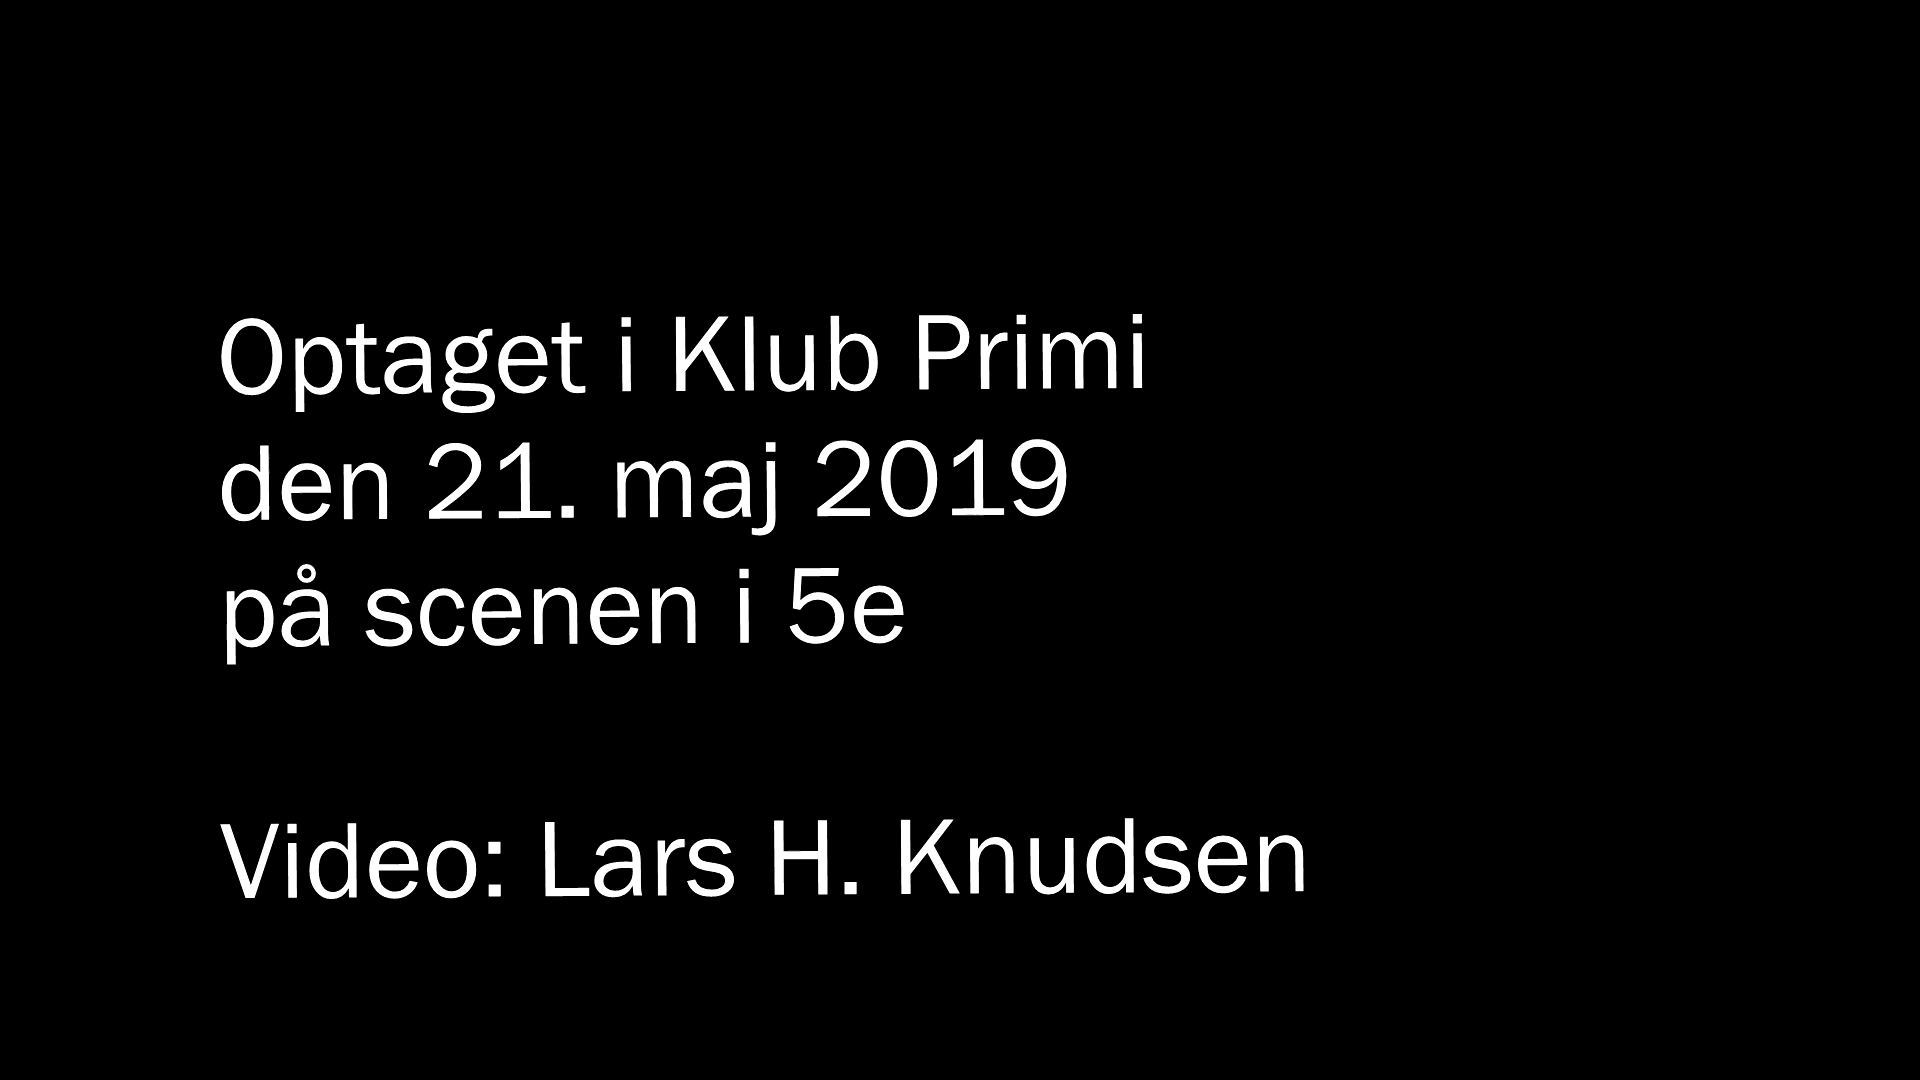 Optaget i Klub Primi
den 21. maj 2019
på scenen i 5e
Video: Lars H. Knudsen